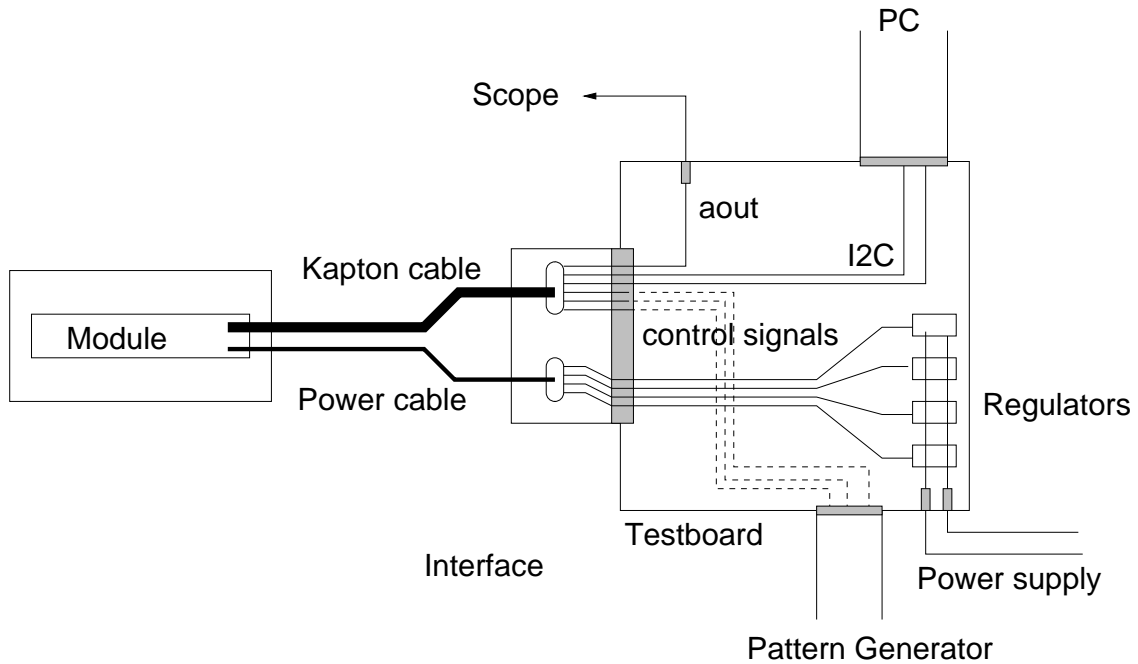 PC
Scope
aout
I2C
Kapton cable
Module
control signals
Power cable
Regulators
Testboard
Interface
Power supply
Pattern Generator